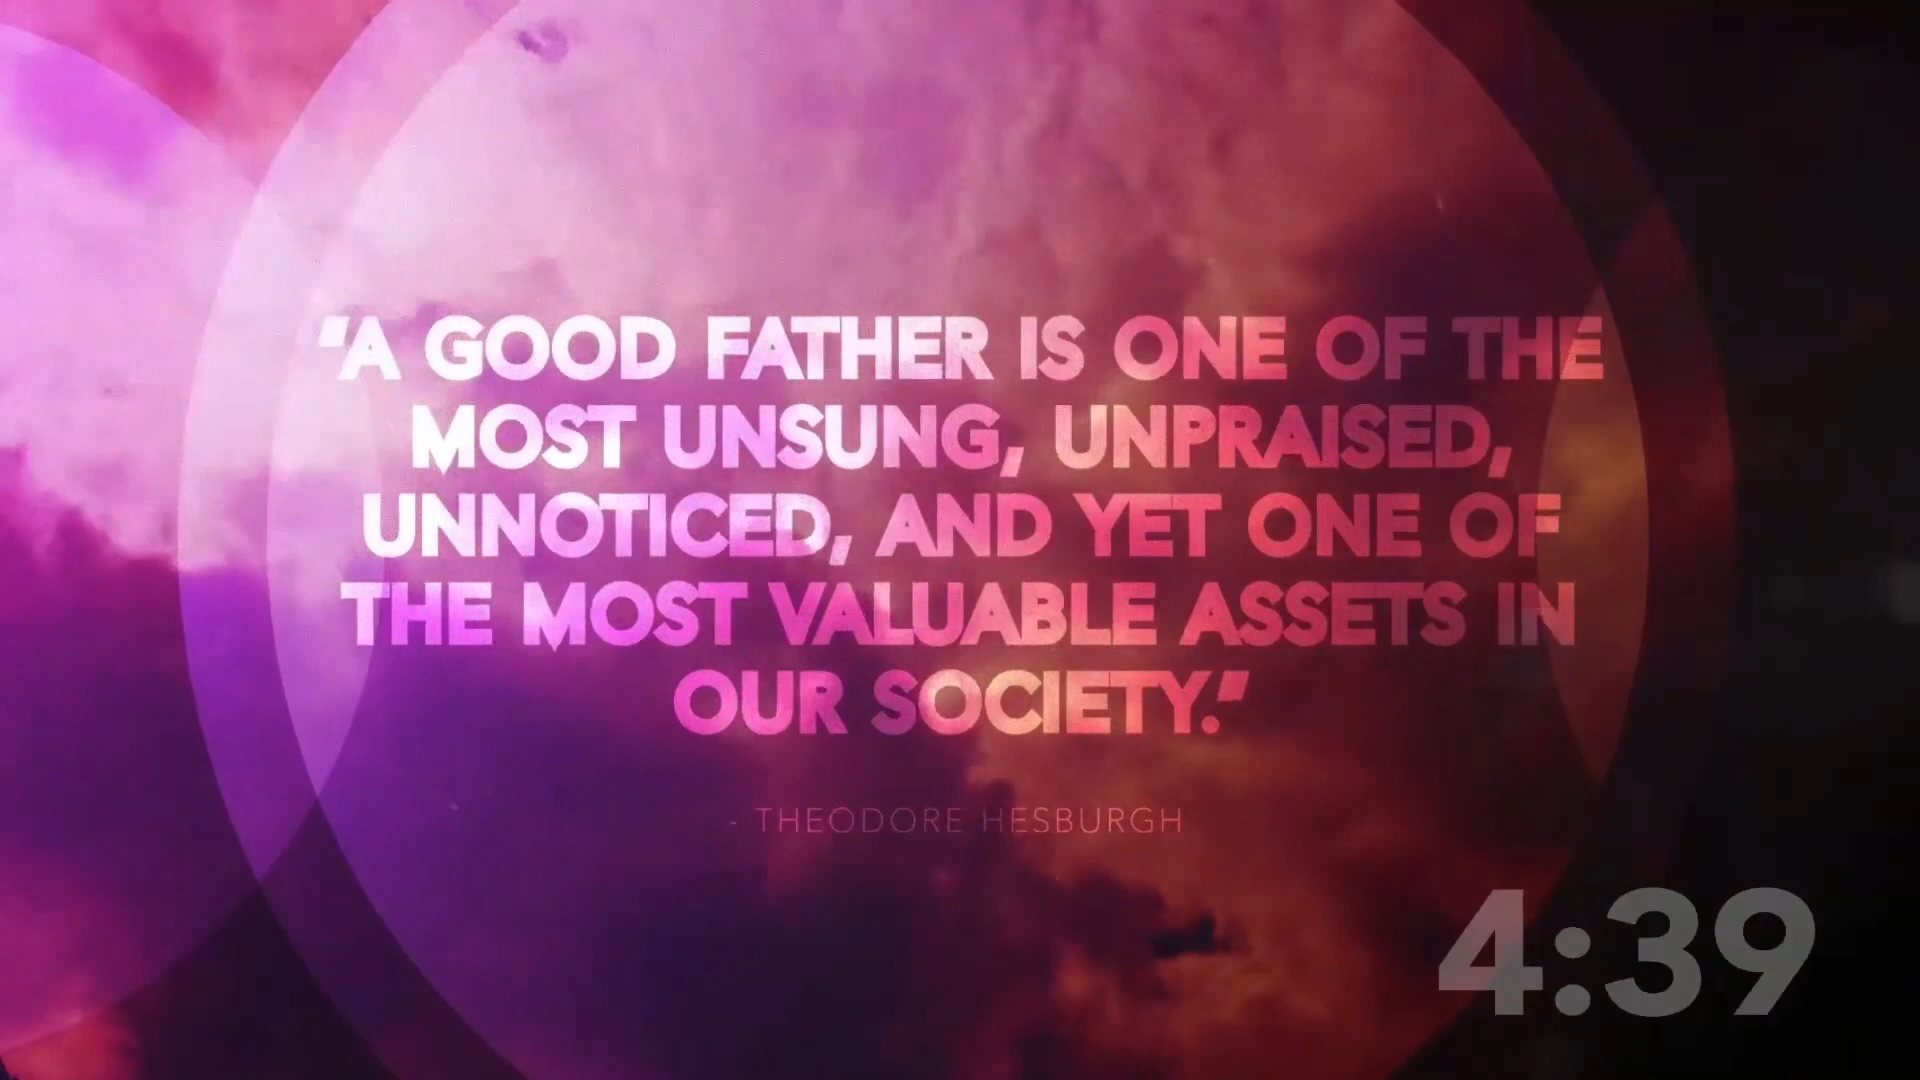 "A GOOD FATHER IS ONE OF THE
MOST UNSUNG, UNPRAISED,
UNNOTICED, AND YET ONE OF
THE MOST VALUABLE ASSETS IN
OUR SOCIETY."
- THEODORE HESBURGH
4:39